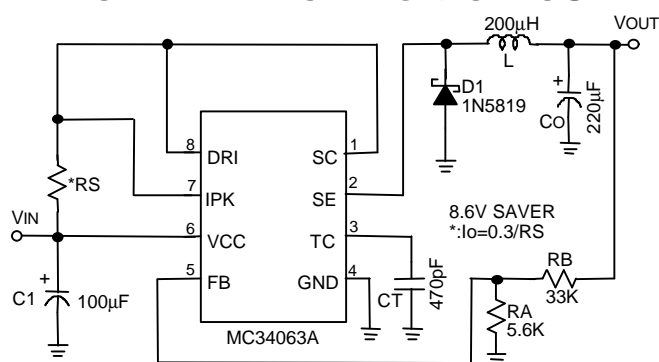 200µH
L
VOUT
D1
1N5819
+
CO
220µF
8
DRI
SC
1
*RS
7
IPK
SE
2
8.6V SAVER
*:Io=0.3/RS
VIN
6
VCC
TC
3
5
FB
GND
4
CT
470pF
RB
33K
RA
5.6K
+
C1
100µF
MC34063A